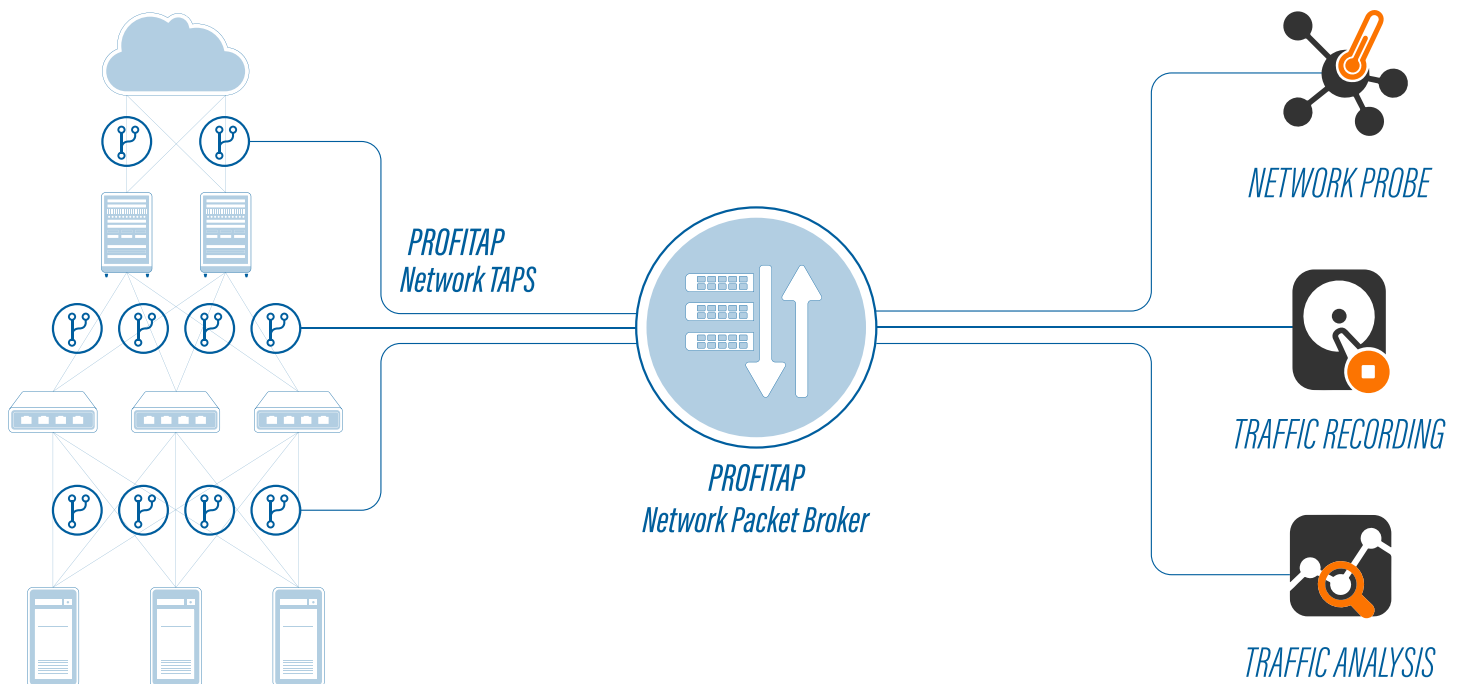 PROFITAP
Network TAPS
PROFITAP
Network Packet Broker
NETWORK PROBE
TRAFFIC RECORDING
TRAFFIC ANALYSIS